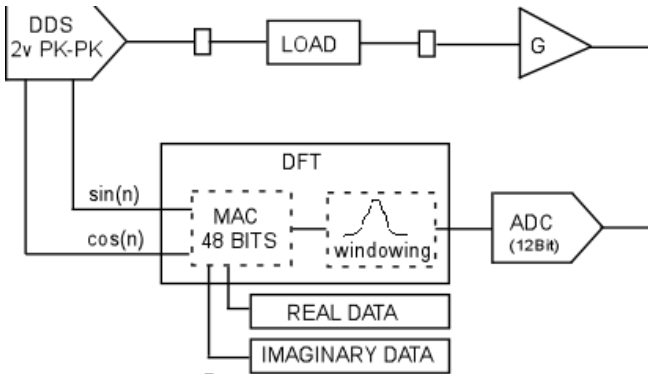 DDS
2v PK-PK
LOAD
G
DFT
sin(n)
cos(n)
MAC
48 BITS
windowing
ADC
(12Bit)
REAL DATA
IMAGINARY DATA